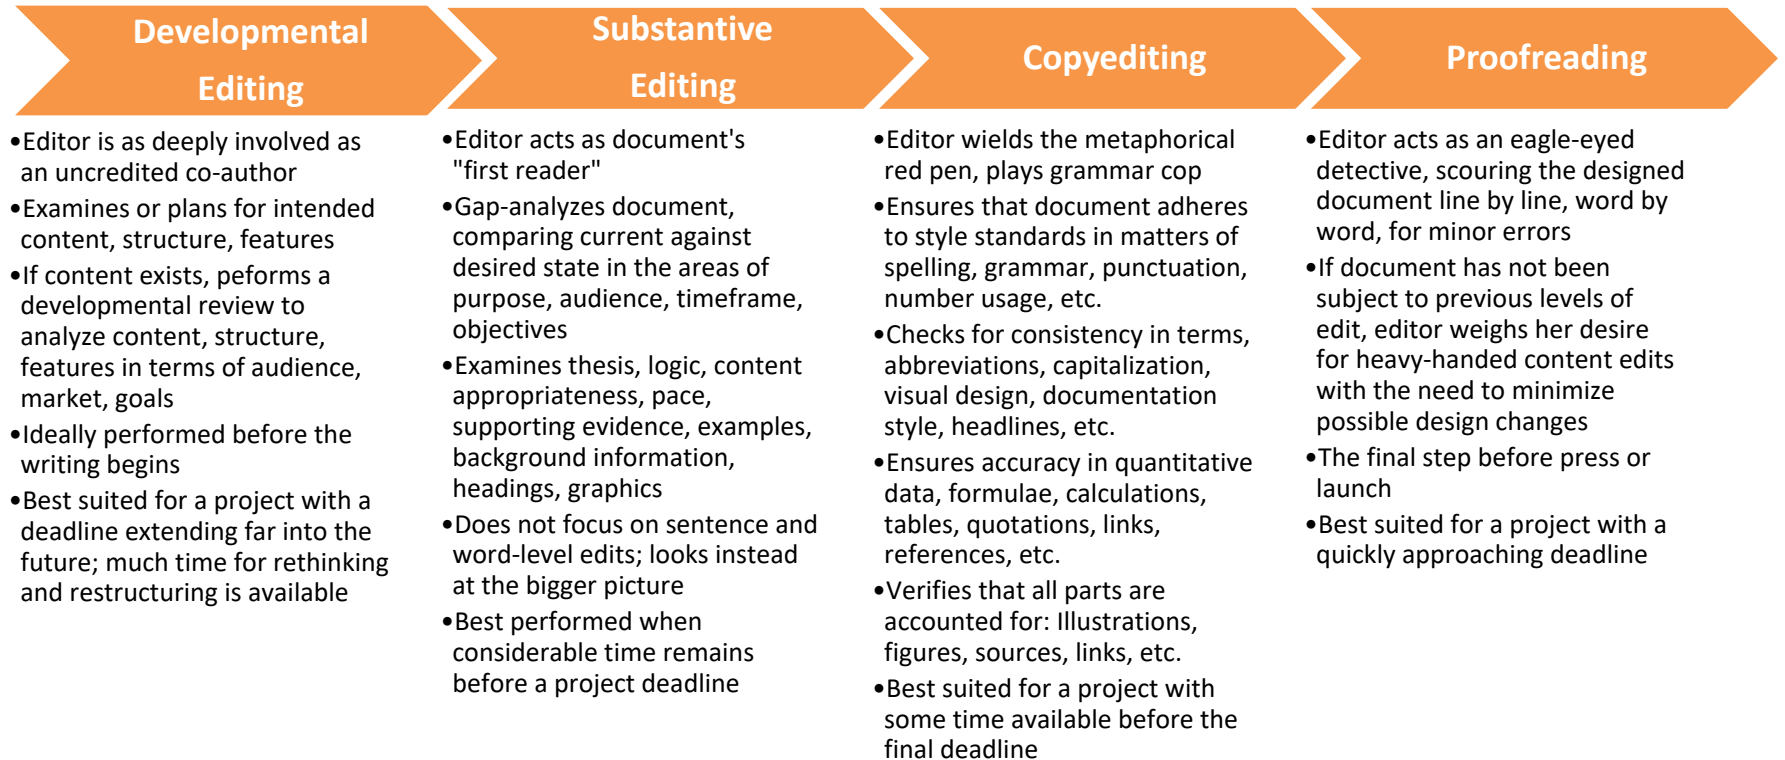 Developmental
Editing
•Editor is as deeply involved as
an uncredited co-author
•Examines or plans for intended
content, structure, features
•If content exists, peforms a
developmental review to
analyze content, structure,
features in terms of audience,
market, goals
•Ideally performed before the
writing begins
•Best suited for a project with a
deadline extending far into the
future; much time for rethinking
and restructuring is available
Substantive
Editing
•Editor acts as document's
"first reader"
•Gap-analyzes document,
comparing current against
desired state in the areas of
purpose, audience, timeframe,
objectives
•Examines thesis, logic, content
appropriateness, pace,
supporting evidence, examples,
background information,
headings, graphics
•Does not focus on sentence and
word-level edits; looks instead
at the bigger picture
•Best performed when
considerable time remains
before a project deadline
Copyediting
•Editor wields the metaphorical
red pen, plays grammar cop
•Ensures that document adheres
to style standards in matters of
spelling, grammar, punctuation,
number usage, etc.
•Checks for consistency in terms,
abbreviations, capitalization,
visual design, documentation
style, headlines, etc.
•Ensures accuracy in quantitative
data, formulae, calculations,
tables, quotations, links,
references, etc.
•Verifies that all parts are
accounted for: Illustrations,
figures, sources, links, etc.
•Best suited for a project with
some time available before the
final deadline
Proofreading
•Editor acts as an eagle-eyed
detective, scouring the designed
document line by line, word by
word, for minor errors
•If document has not been
subject to previous levels of
edit, editor weighs her desire
for heavy-handed content edits
with the need to minimize
possible design changes
•The final step before press or
launch
•Best suited for a project with a
quickly approaching deadline